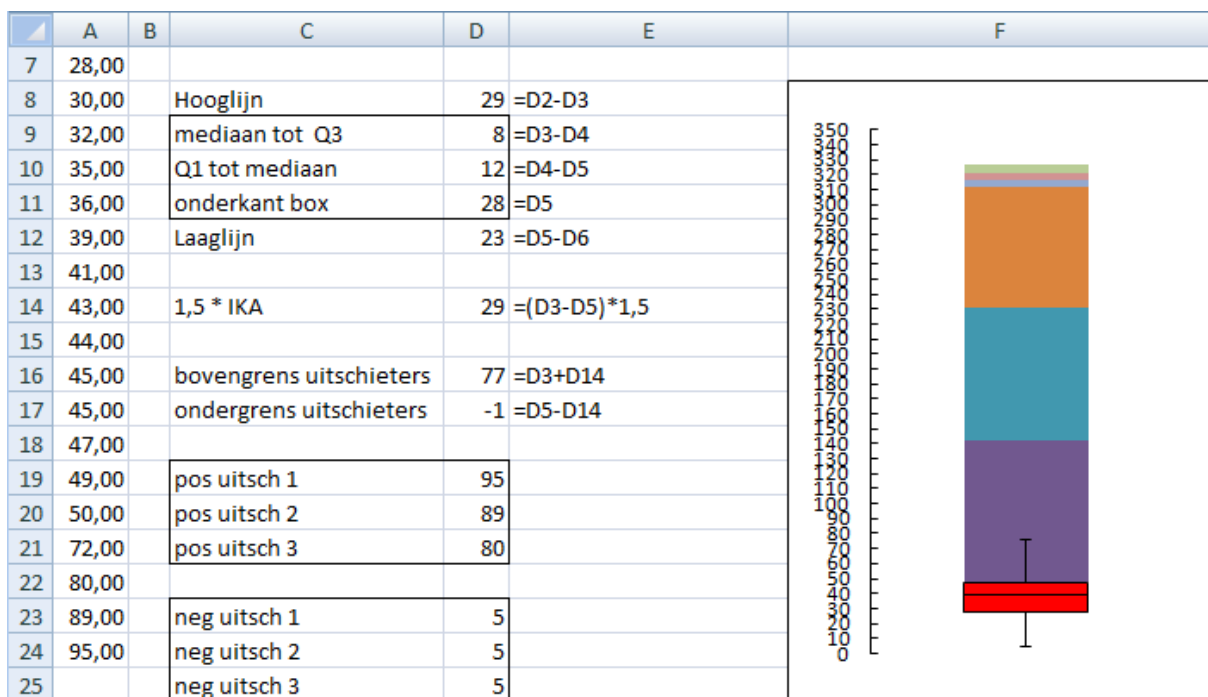 A B C D E F
7 28,00
8 30,00 Hooglijn 29 =D2-D3
9 32,00 mediaan tot Q3 8 =D3-D4
10 35,00 Q1 tot mediaan 12 =D4-D5
11 36,00 onderkant box 28 =D5
12 39,00 Laaglijn 23 =D5-D6
13 41,00
14 43,00 1,5 * IKA 29 =(D3-D5)*1,5
15 44,00
16 45,00 bovengrens uitschieters 77 =D3+D14
17 45,00 ondergrens uitschieters -1 =D5-D14
18 47,00
19 49,00 pos uitsch 1 95
20 50,00 pos uitsch 2 89
21 72,00 pos uitsch 3 80
22 80,00
23 89,00 neg uitsch 1 5
24 95,00 neg uitsch 2 5
25 neg uitsch 3 5
350
340
330
320
310
300
290
280
270
260
250
240
230
220
210
200
190
180
170
160
150
140
130
120
110
100
90
80
70
60
50
40
30
20
10
0